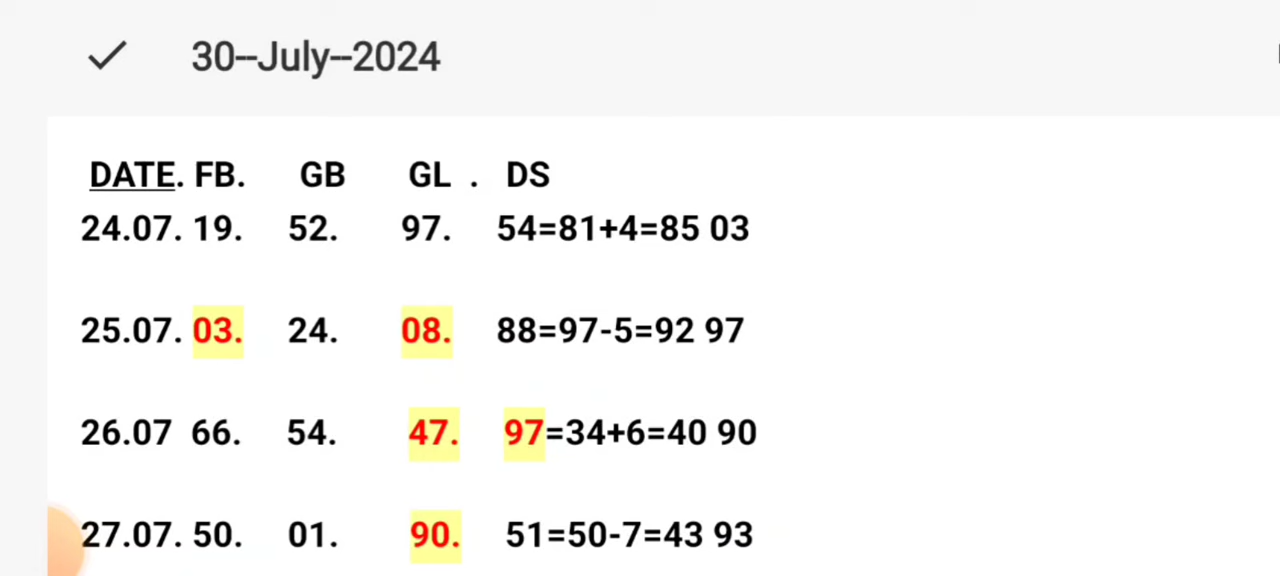 30--July--2024
DATE. FB. GB GL . DS
24.07. 19. 52. 97. 54=81+4=85 03
25.07. 03. 24. 08. 88=97-5=92 97
26.07 66. 54. 47. 97=34+6=40 90
27.07. 50. 01. 90. 51=50-7=43 93